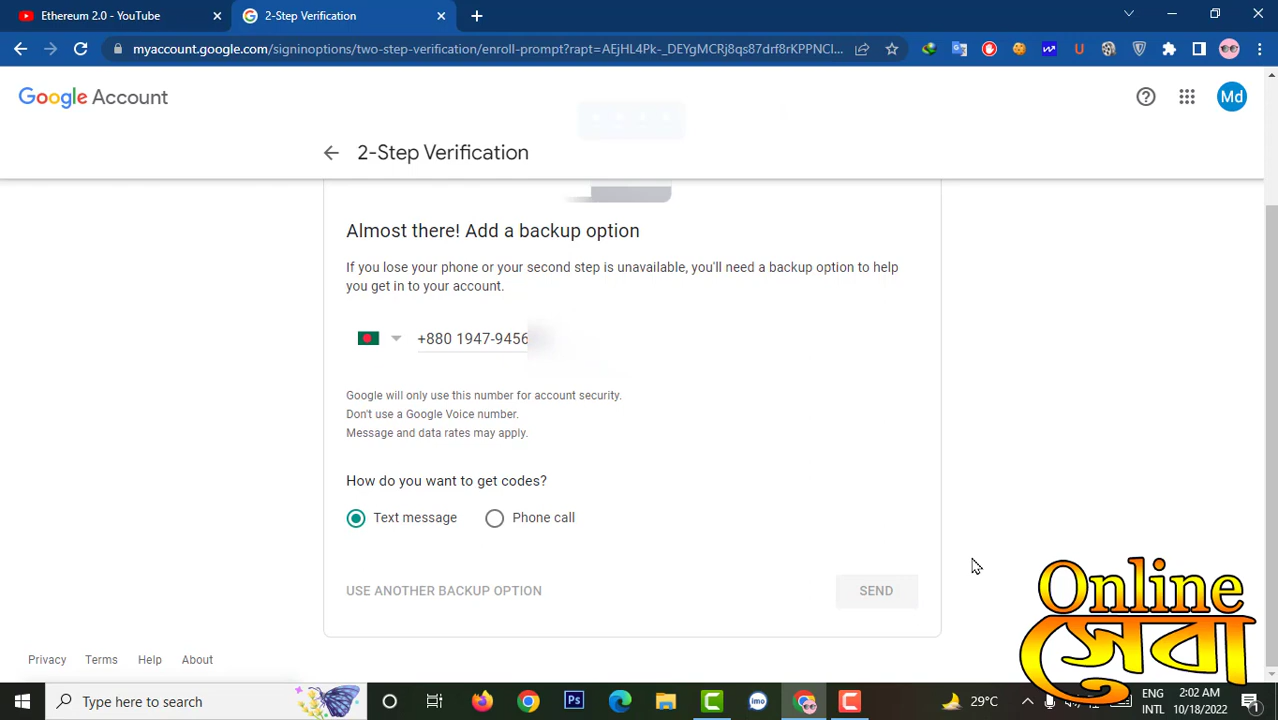 Ethereum 2.0 - YouTube
2-Step Verification
myaccount.google.com/signinoptions/two-step-verification/enroll-prompt?rapt=AEjHL4Pk-_DEYgMCRj8qs87drf8rKPPNCI...
Google Account
Md
2-Step Verification
Almost there! Add a backup option
If you lose your phone or your second step is unavailable, you'll need a backup option to help
you get in to your account.
+880 1947-9456
Google will only use this number for account security.
Don't use a Google Voice number.
Message and data rates may apply.
How do you want to get codes?
Text message
Phone call
USE ANOTHER BACKUP OPTION
SEND
Online
সেবা
Privacy
Terms
Help
About
Type here to search
Ps
imo
29°C
ENG
INTL
2:02 AM
10/18/2022
1